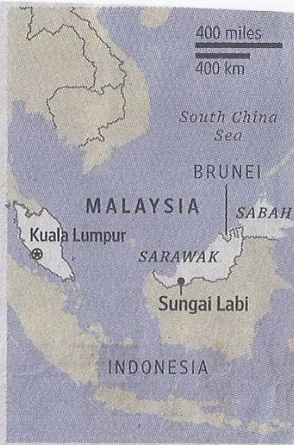 400 miles
400 km
South China
Sea
BRUNEI
MALAYSIA
SABAH
Kuala Lumpur
SARAWAK
Sungai Labi
INDONESIA